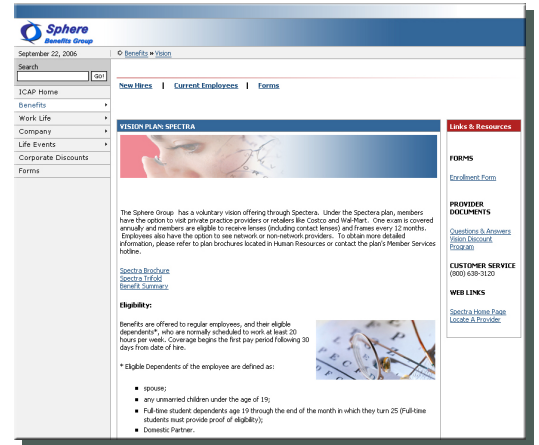 Sphere
Benefits Group
September 22, 2006
Benefits » Vision
Search
Go!
New Hires | Current Employees | Forms
ICAP Home
Benefits
Work Life
Company
Life Events
Corporate Discounts
Forms
VISION PLAN: SPECTRA
The Sphere Group has a voluntary vision offering through Spectera. Under the Spectera plan, members
have the option to visit private practice providers or retailers like Costco and Wal-Mart. One exam is covered
annually and members are eligible to receive lenses (including contact lenses) and frames every 12 months.
Employees also have the option to see network or non-network providers. To obtain more detailed
information, please refer to plan brochures located in Human Resources or contact the plan's Member Services
hotline.
Spectra Brochure
Spectra Trifold
Benefit Summary
Eligibility:
Benefits are offered to regular employees, and their eligible
dependents*, who are normally scheduled to work at least 20
hours per week. Coverage begins the first pay period following 30
days from date of hire.
* Eligible Dependents of the employee are defined as:
spouse;
any unmarried children under the age of 19;
Full-time student dependents age 19 through the end of the month in which they turn 25 (Full-time
students must provide proof of eligibility);
Domestic Partner.
Links & Resources
FORMS
Enrollment Form
PROVIDER
DOCUMENTS
Questions & Answers
Vision Discount
Program
CUSTOMER SERVICE
(800) 638-3120
WEB LINKS
Spectra Home Page
Locate A Provider